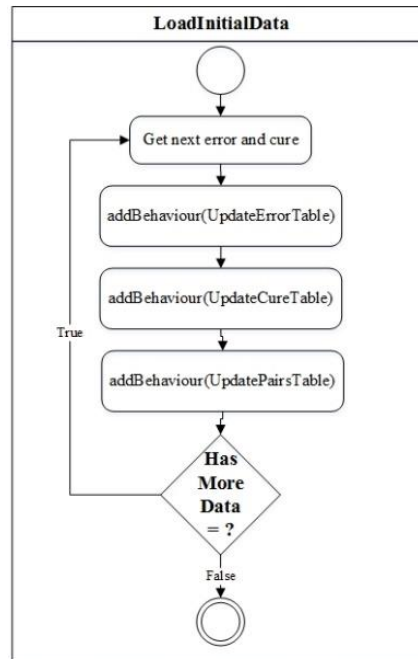 LoadInitialData
Get next error and cure
addBehaviour(UpdateErrorTable)
addBehaviour(UpdateCureTable)
True
addBehaviour(UpdatePairsTable)
Has
More
Data
= ?
False